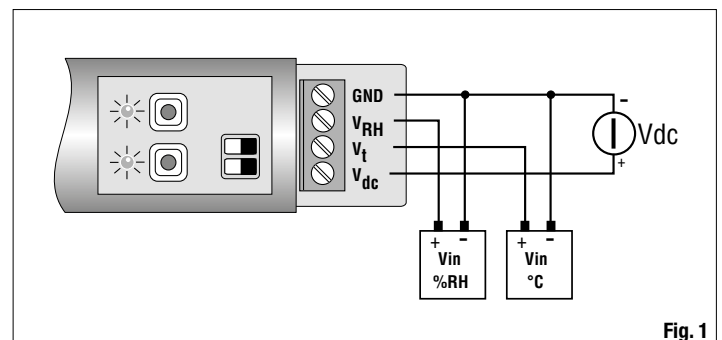 GND
VRH
Vt
Vdc
-
Vdc
+
+ - + -
Vin Vin
%RH °C
Fig. 1